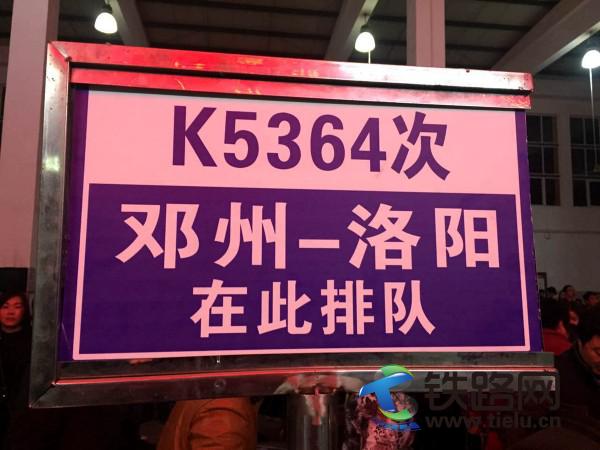 K5364次
邓州-洛阳
在此排队
铁路网
www.tielu.cn